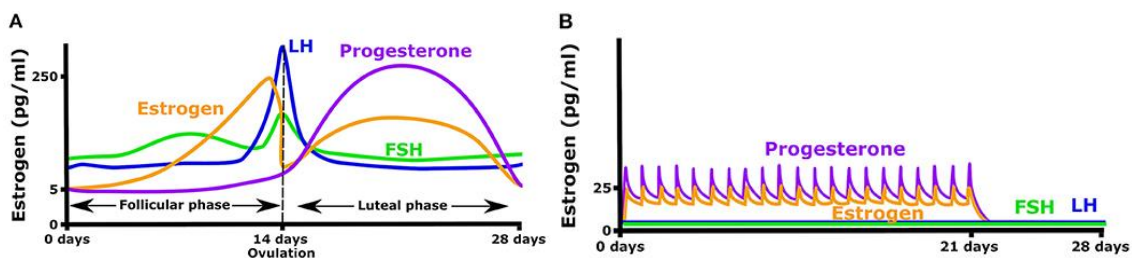 A
Estrogen (pg/ml)
250
5
0
LH
Progesterone
Estrogen
FSH
Follicular phase
Luteal phase
0 days
14 days
Ovulation
28 days
B
Estrogen (pg/ml)
25
0
Progesterone
Estrogen
FSH
LH
0 days
21 days
28 days